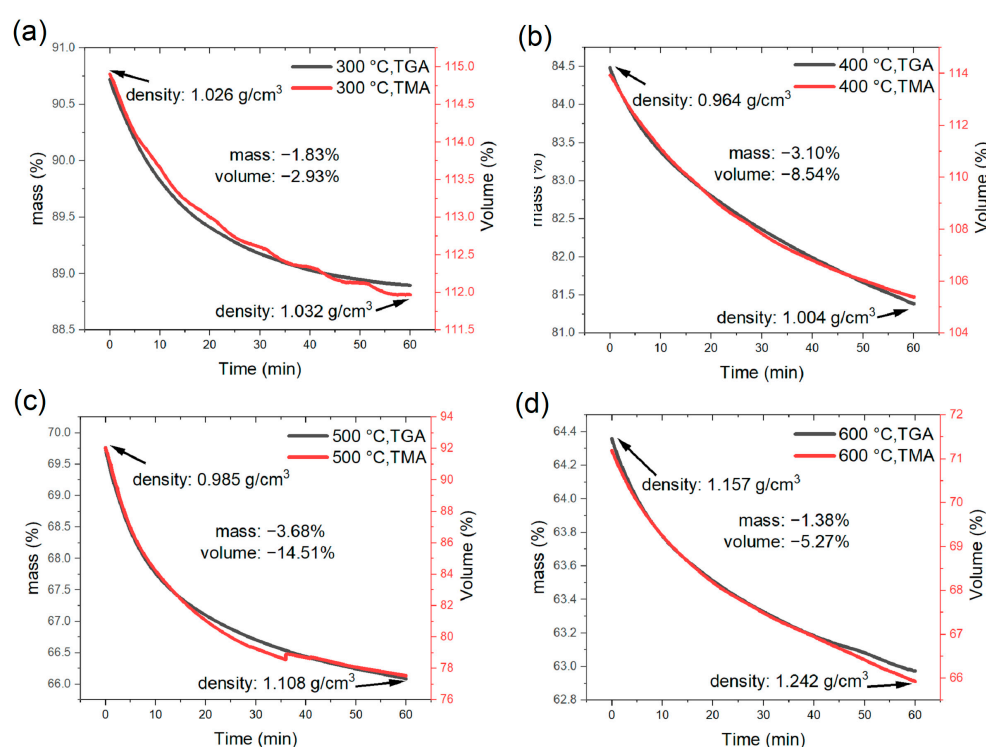 (a)
91.0
90.5
90.0
89.5
89.0
88.5
mass (%)
300 °C,TGA
300 °C,TMA
density: 1.026 g/cm³
mass: −1.83%
volume: −2.93%
density: 1.032 g/cm³
115.0
114.5
114.0
113.5
113.0
112.5
112.0
111.5
Volume (%)
0 10 20 30 40 50 60
Time (min)
(b)
84.5
84.0
83.5
83.0
82.5
82.0
81.5
81.0
mass (%)
400 °C,TGA
400 °C,TMA
density: 0.964 g/cm³
mass: −3.10%
volume: −8.54%
density: 1.004 g/cm³
114
112
110
108
106
104
Volume (%)
0 10 20 30 40 50 60
Time (min)
(c)
70.0
69.5
69.0
68.5
68.0
67.5
67.0
66.5
66.0
mass (%)
500 °C,TGA
500 °C,TMA
density: 0.985 g/cm³
mass: −3.68%
volume: −14.51%
density: 1.108 g/cm³
94
92
90
88
86
84
82
80
78
76
Volume (%)
0 10 20 30 40 50 60
Time (min)
(d)
64.4
64.2
64.0
63.8
63.6
63.4
63.2
63.0
62.8
mass (%)
600 °C,TGA
600 °C,TMA
density: 1.157 g/cm³
mass: −1.38%
volume: −5.27%
density: 1.242 g/cm³
72
71
70
69
68
67
66
Volume (%)
0 10 20 30 40 50 60
Time (min)